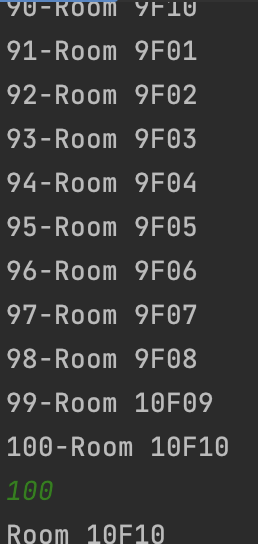 90-Room 9F10
91-Room 9F01
92-Room 9F02
93-Room 9F03
94-Room 9F04
95-Room 9F05
96-Room 9F06
97-Room 9F07
98-Room 9F08
99-Room 10F09
100-Room 10F10
100
Room 10F10